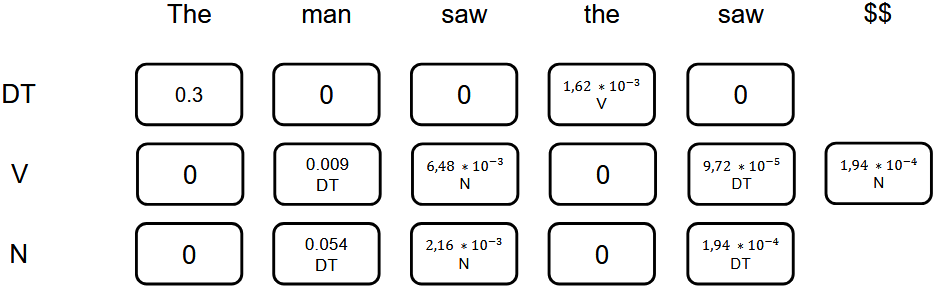 The man saw the saw $$
DT 0.3 0 0 1,62 * 10⁻³ 0
V
V 0 0.009 6,48 * 10⁻³ 0 9,72 * 10⁻⁵ 1,94 * 10⁻⁴
DT N DT N
N 0 0.054 2,16 * 10⁻³ 0 1,94 * 10⁻⁴
DT N DT